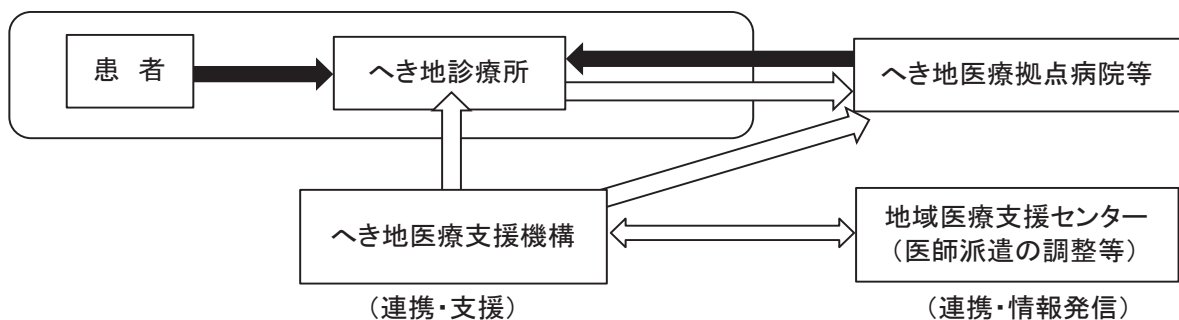 患　者
へき地診療所
へき地医療拠点病院等
へき地医療支援機構
地域医療支援センター
（医師派遣の調整等）
（連携・支援）
（連携・情報発信）